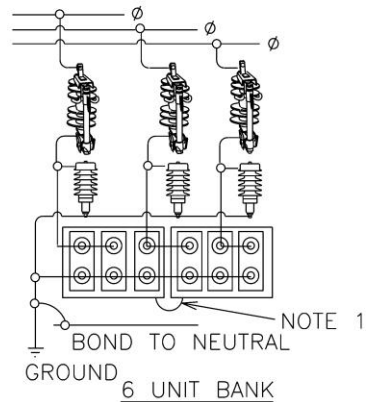 Ø
Ø
Ø
NOTE 1
BOND TO NEUTRAL
GROUND
6 UNIT BANK